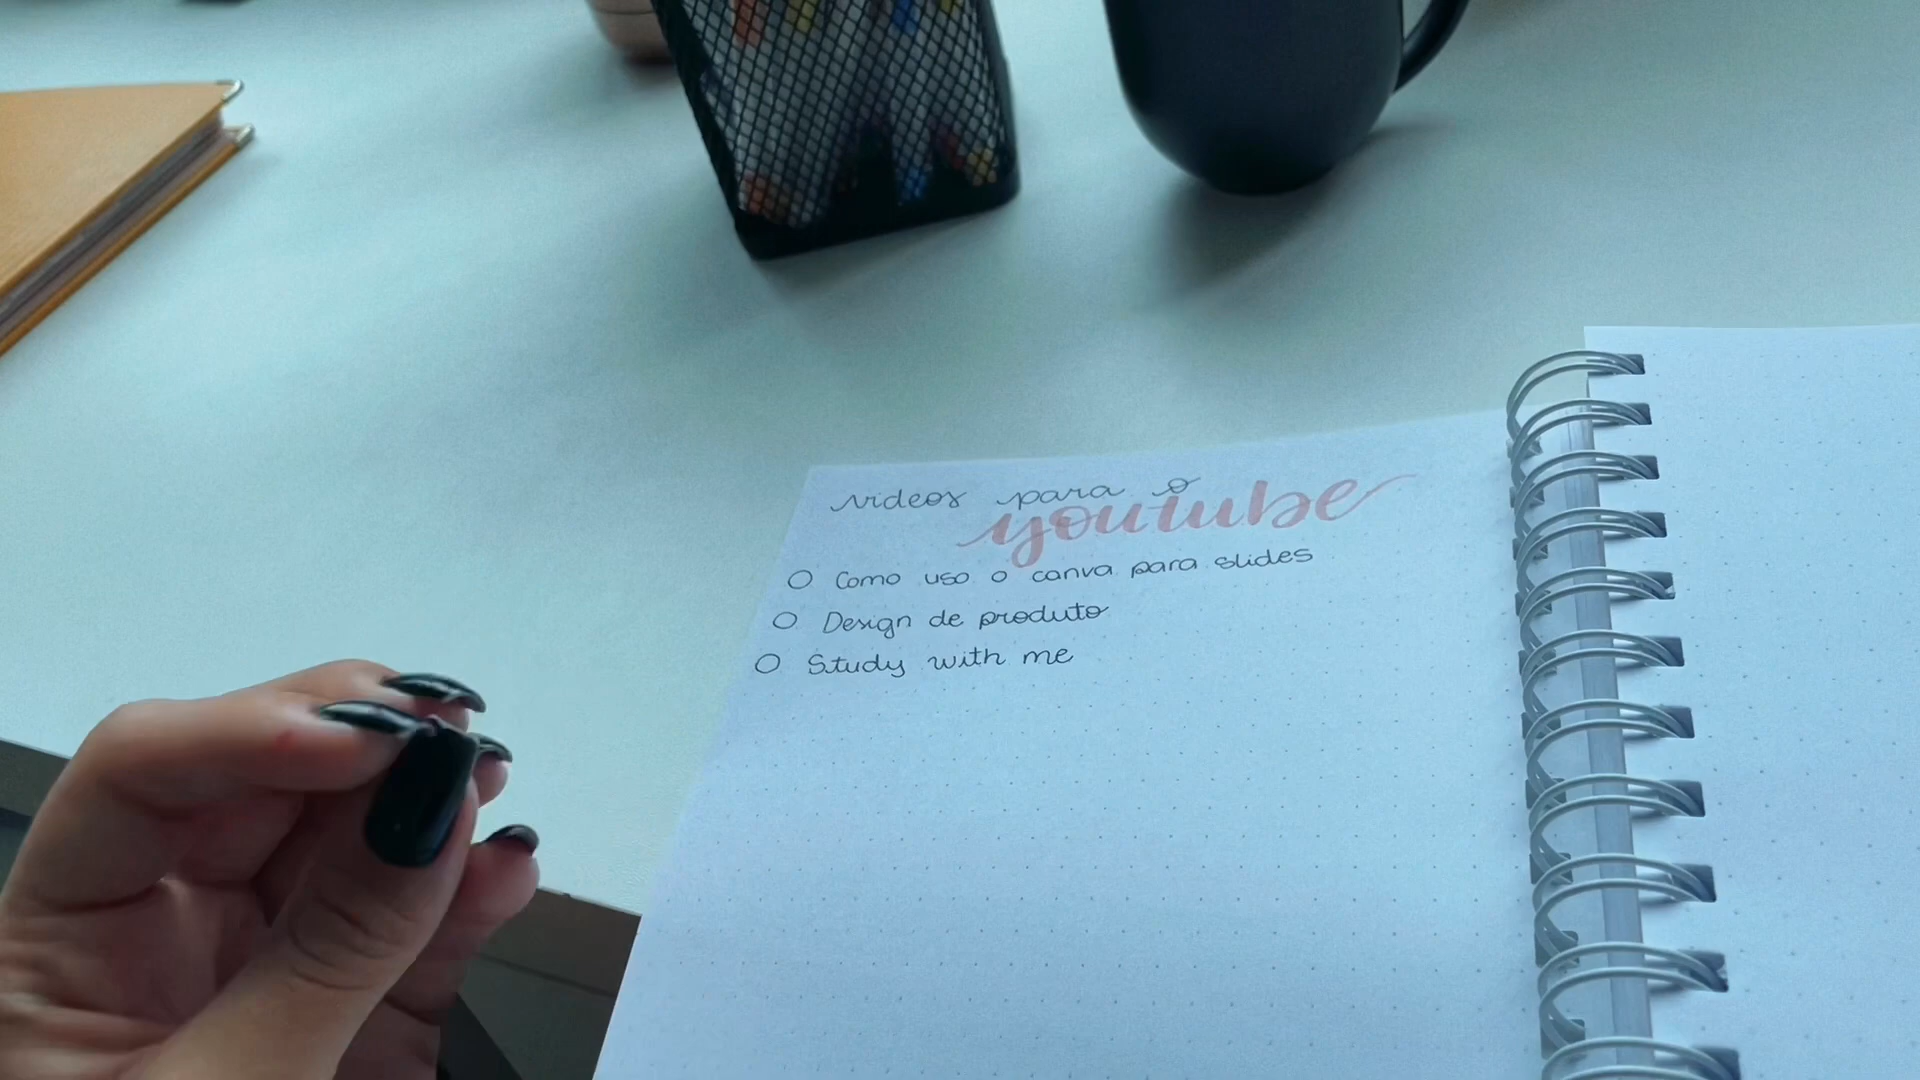 videos para o
youtube
Como uso o canva para slides
Design de produto
Study with me